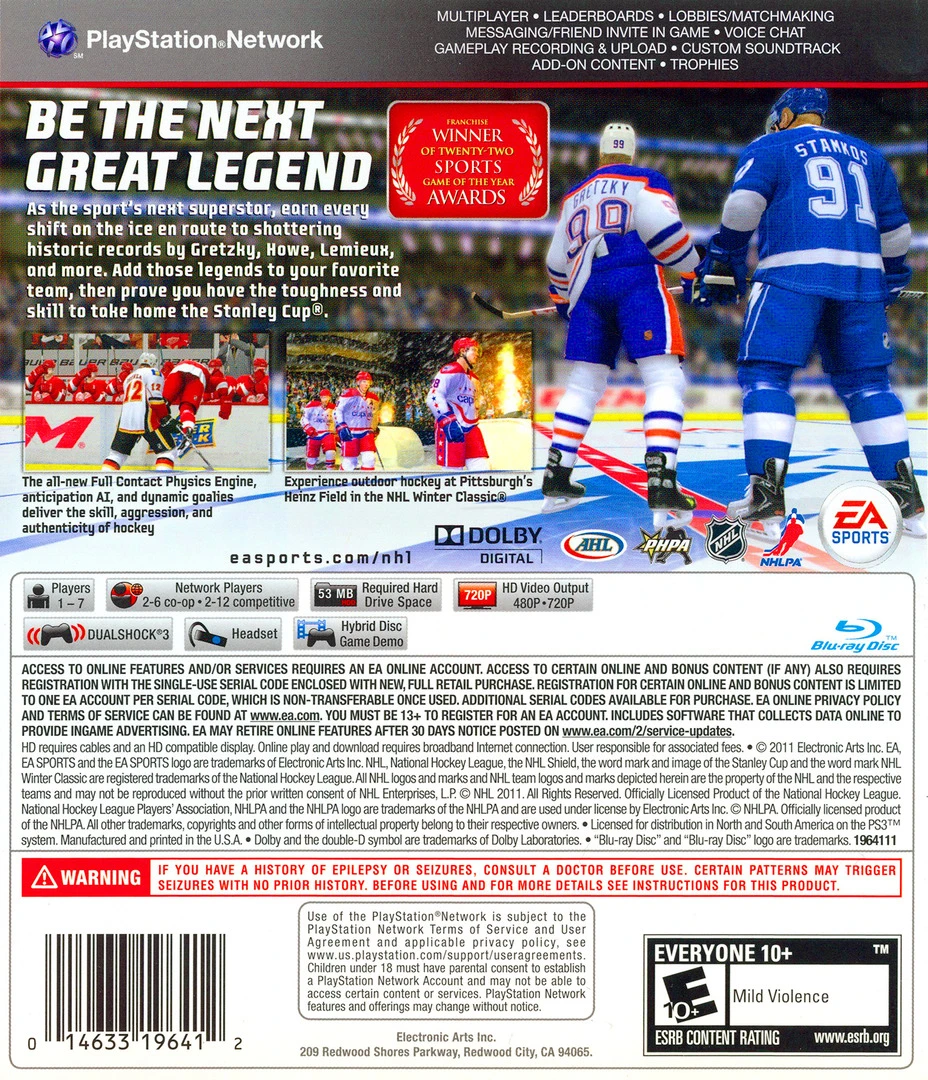 PlayStation®Network
SM
MULTIPLAYER • LEADERBOARDS • LOBBIES/MATCHMAKING
MESSAGING/FRIEND INVITE IN GAME • VOICE CHAT
GAMEPLAY RECORDING & UPLOAD • CUSTOM SOUNDTRACK
ADD-ON CONTENT • TROPHIES
BE THE NEXT
GREAT LEGEND
FRANCHISE
WINNER
OF TWENTY-TWO
SPORTS
GAME OF THE YEAR
AWARDS
99
GRETZKY
99
STAMKOS
91
As the sport's next superstar, earn every
shift on the ice en route to shattering
historic records by Gretzky, Howe, Lemieux,
and more. Add those legends to your favorite
team, then prove you have the toughness and
skill to take home the Stanley Cup®.
BAUER BAUER
12
12
The all-new Full Contact Physics Engine,
anticipation AI, and dynamic goalies
deliver the skill, aggression, and
authenticity of hockey
Experience outdoor hockey at Pittsburgh's
Heinz Field in the NHL Winter Classic®
easports.com/nhl
DOLBY
DIGITAL
AHL
PHPA
NHL
NHLPA
EA
SPORTS™
Players
1 – 7
Network Players
2-6 co-op • 2-12 competitive
53 MB
Required Hard
Drive Space
720P
HD Video Output
480P • 720P
DUALSHOCK®3
Headset
Hybrid Disc
Game Demo
Blu-ray Disc™
ACCESS TO ONLINE FEATURES AND/OR SERVICES REQUIRES AN EA ONLINE ACCOUNT. ACCESS TO CERTAIN ONLINE AND BONUS CONTENT (IF ANY) ALSO REQUIRES
REGISTRATION WITH THE SINGLE-USE SERIAL CODE ENCLOSED WITH NEW, FULL RETAIL PURCHASE. REGISTRATION FOR CERTAIN ONLINE AND BONUS CONTENT IS LIMITED
TO ONE EA ACCOUNT PER SERIAL CODE, WHICH IS NON-TRANSFERABLE ONCE USED. ADDITIONAL SERIAL CODES AVAILABLE FOR PURCHASE. EA ONLINE PRIVACY POLICY
AND TERMS OF SERVICE CAN BE FOUND AT www.ea.com. YOU MUST BE 13+ TO REGISTER FOR AN EA ACCOUNT. INCLUDES SOFTWARE THAT COLLECTS DATA ONLINE TO
PROVIDE INGAME ADVERTISING. EA MAY RETIRE ONLINE FEATURES AFTER 30 DAYS NOTICE POSTED ON www.ea.com/2/service-updates.
HD requires cables and an HD compatible display. Online play and download requires broadband Internet connection. User responsible for associated fees. • © 2011 Electronic Arts Inc. EA,
EA SPORTS and the EA SPORTS logo are trademarks of Electronic Arts Inc. NHL, National Hockey League, the NHL Shield, the word mark and image of the Stanley Cup and the word mark NHL
Winter Classic are registered trademarks of the National Hockey League. All NHL logos and marks and NHL team logos and marks depicted herein are the property of the NHL and the respective
teams and may not be reproduced without the prior written consent of NHL Enterprises, L.P. © NHL 2011. All Rights Reserved. Officially Licensed Product of the National Hockey League.
National Hockey League Players' Association, NHLPA and the NHLPA logo are trademarks of the NHLPA and are used under license by Electronic Arts Inc. © NHLPA. Officially licensed product
of the NHLPA. All other trademarks, copyrights and other forms of intellectual property belong to their respective owners. • Licensed for distribution in North and South America on the PS3™
system. Manufactured and printed in the U.S.A. • Dolby and the double-D symbol are trademarks of Dolby Laboratories. • "Blu-ray Disc" and "Blu-ray Disc" logo are trademarks. 1964111
WARNING
IF YOU HAVE A HISTORY OF EPILEPSY OR SEIZURES, CONSULT A DOCTOR BEFORE USE. CERTAIN PATTERNS MAY TRIGGER
SEIZURES WITH NO PRIOR HISTORY. BEFORE USING AND FOR MORE DETAILS SEE INSTRUCTIONS FOR THIS PRODUCT.
0 14633 19641 2
Use of the PlayStation®Network is subject to the
PlayStation Network Terms of Service and User
Agreement and applicable privacy policy, see
www.us.playstation.com/support/useragreements.
Children under 18 must have parental consent to establish
a PlayStation Network Account and may not be able to
access certain content or services. PlayStation Network
features and offerings may change without notice.
Electronic Arts Inc.
209 Redwood Shores Parkway, Redwood City, CA 94065.
EVERYONE 10+
™
E
10+
Mild Violence
ESRB CONTENT RATING
www.esrb.org